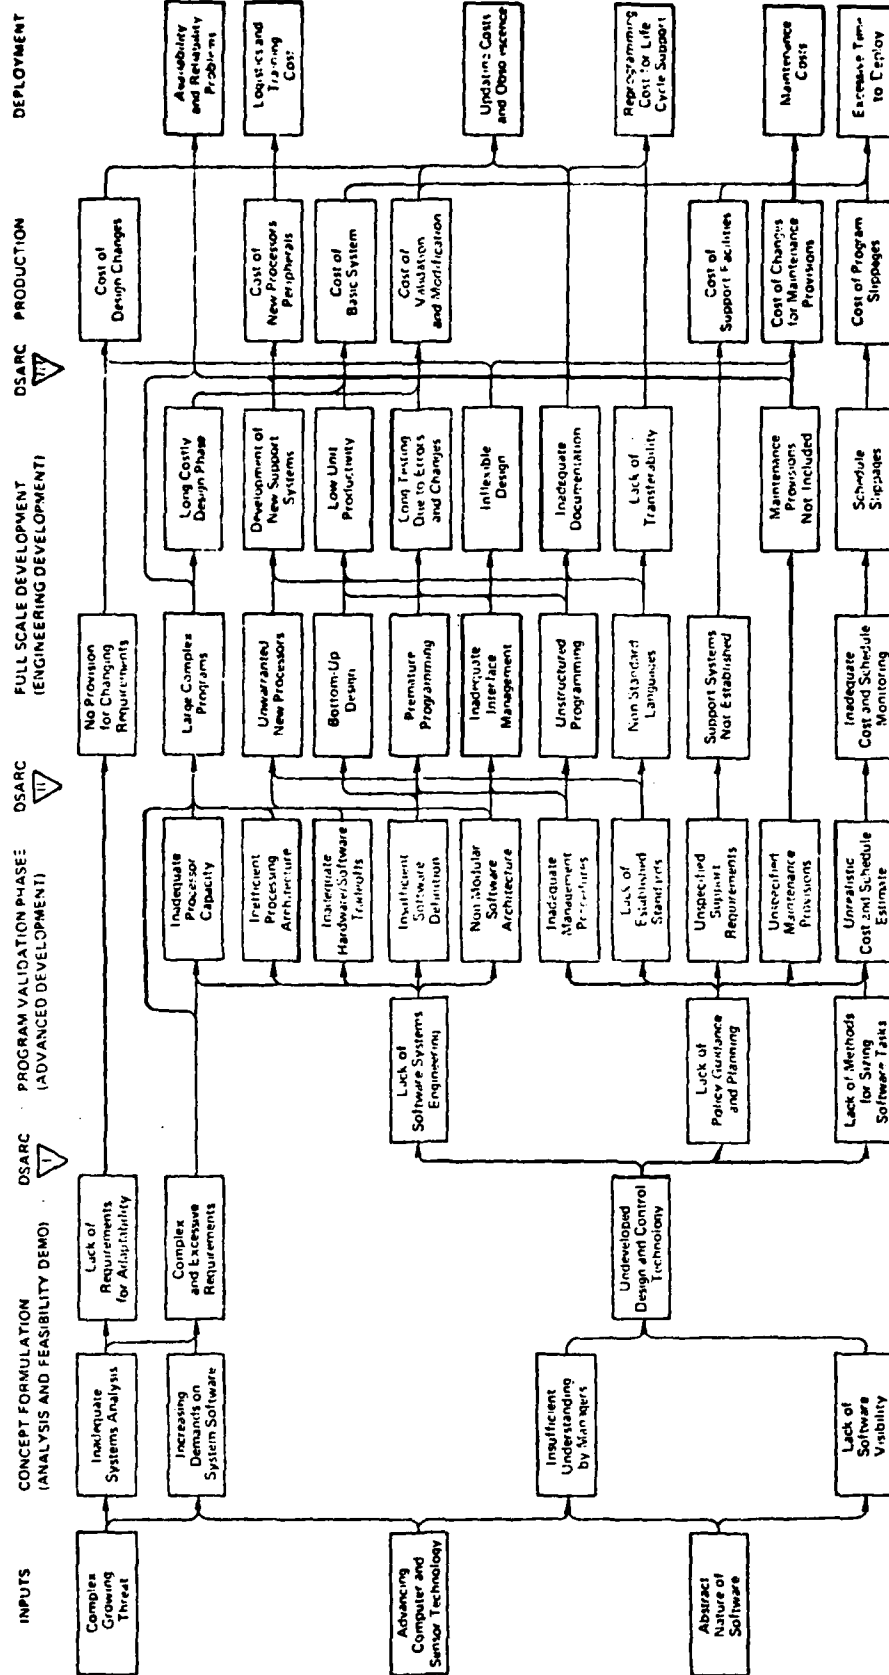 INPUTS
CONCEPT FORMULATION
(ANALYSIS AND FEASIBILITY DEMO)
DSARC
I
PROGRAM VALIDATION PHASE
(ADVANCED DEVELOPMENT)
DSARC
II
FULL SCALE DEVELOPMENT
(ENGINEERING DEVELOPMENT)
DSARC
III
PRODUCTION
DEPLOYMENT
Complex
Growing
Threat
Advancing
Computer and
Sensor Technology
Abstract
Nature of
Software
Inadequate
Systems Analysis
Increasing
Demands on
System Software
Insufficient
Understanding
by Managers
Lack of
Software
Visibility
Lack of
Requirements
for Adaptability
Complex
and Excessive
Requirements
Undeveloped
Design and Control
Technology
Lack of
Software Systems
Engineering
Lack of
Policy Guidance
and Planning
Lack of Methods
for Sizing
Software Tasks
Inadequate
Processor
Capacity
Inefficient
Processing
Architecture
Inadequate
Hardware/Software
Tradeoffs
Insufficient
Software
Definition
Non Modular
Software
Architecture
Inadequate
Management
Procedures
Lack of
Established
Standards
Unspecified
Support
Requirements
Unspecified
Maintenance
Provisions
Unrealistic
Cost and Schedule
Estimate
No Provision
for Changing
Requirements
Large Complex
Programs
Unwarranted
New Processors
Bottom-Up
Design
Premature
Programming
Inadequate
Interface
Management
Unstructured
Programming
Non Standard
Languages
Support Systems
Not Established
Inadequate
Cost and Schedule
Monitoring
Long Costly
Design Phase
Development of
New Support
Systems
Low Unit
Productivity
Long Testing
Due to Errors
and Changes
Inflexible
Design
Inadequate
Documentation
Lack of
Transferability
Maintenance
Provisions
Not Included
Schedule
Slippages
Cost of
Design Changes
Cost of
New Processors
Peripherals
Cost of
Basic System
Cost of
Validation
and Modification
Cost of
Support Facilities
Cost of Changes
for Maintenance
Provisions
Cost of Program
Slippages
Availability
and Reliability
Problems
Logistics and
Training
Cost
Updating Costs
and Obsolescence
Reprogramming
Cost for Life
Cycle Support
Maintenance
Costs
Excessive Time
to Deploy